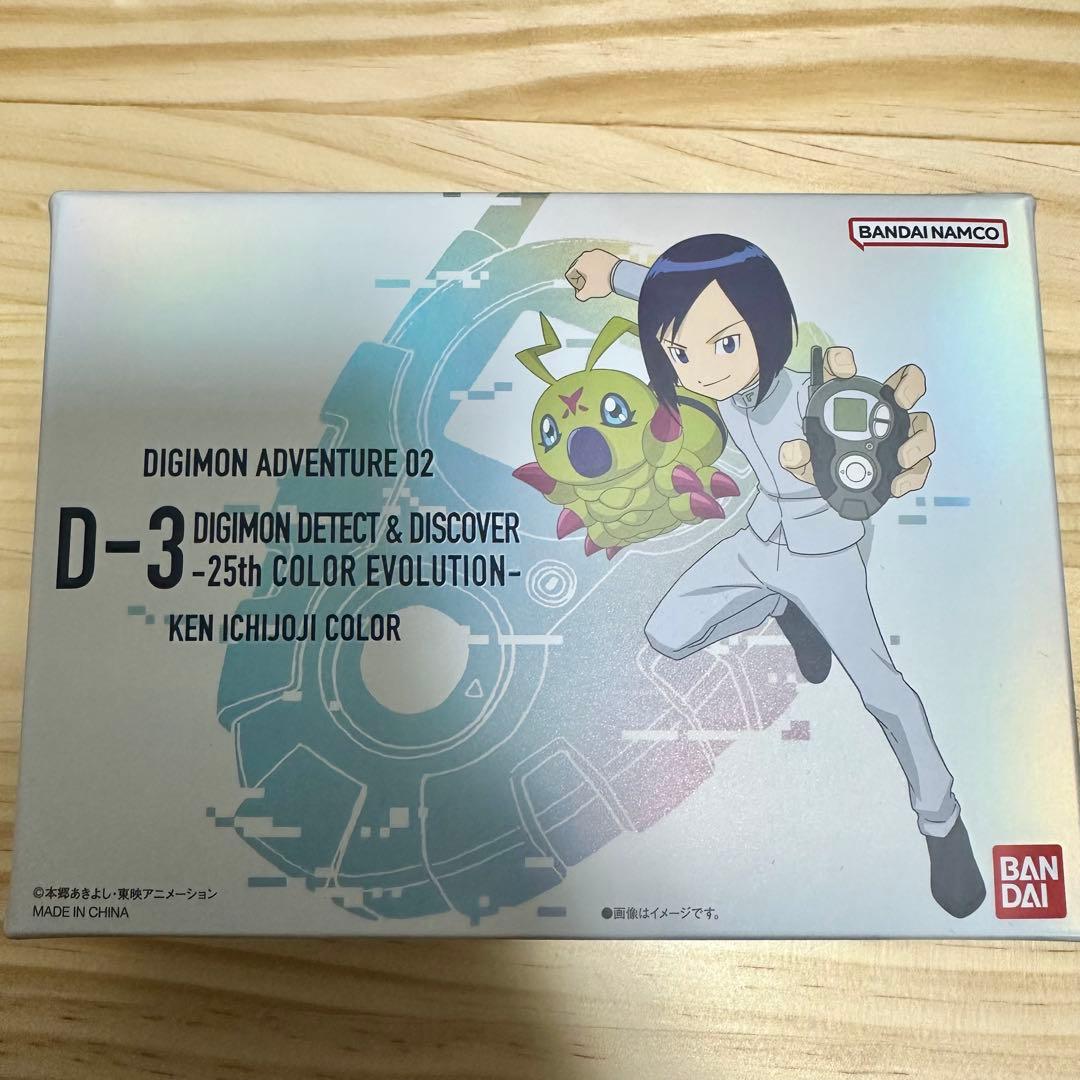 BANDAI NAMCO
DIGIMON ADVENTURE 02
D-3 DIGIMON DETECT & DISCOVER
-25th COLOR EVOLUTION-
KEN ICHIJOJI COLOR
©本郷あきよし・東映アニメーション
MADE IN CHINA
●画像はイメージです。
BAN
DAI